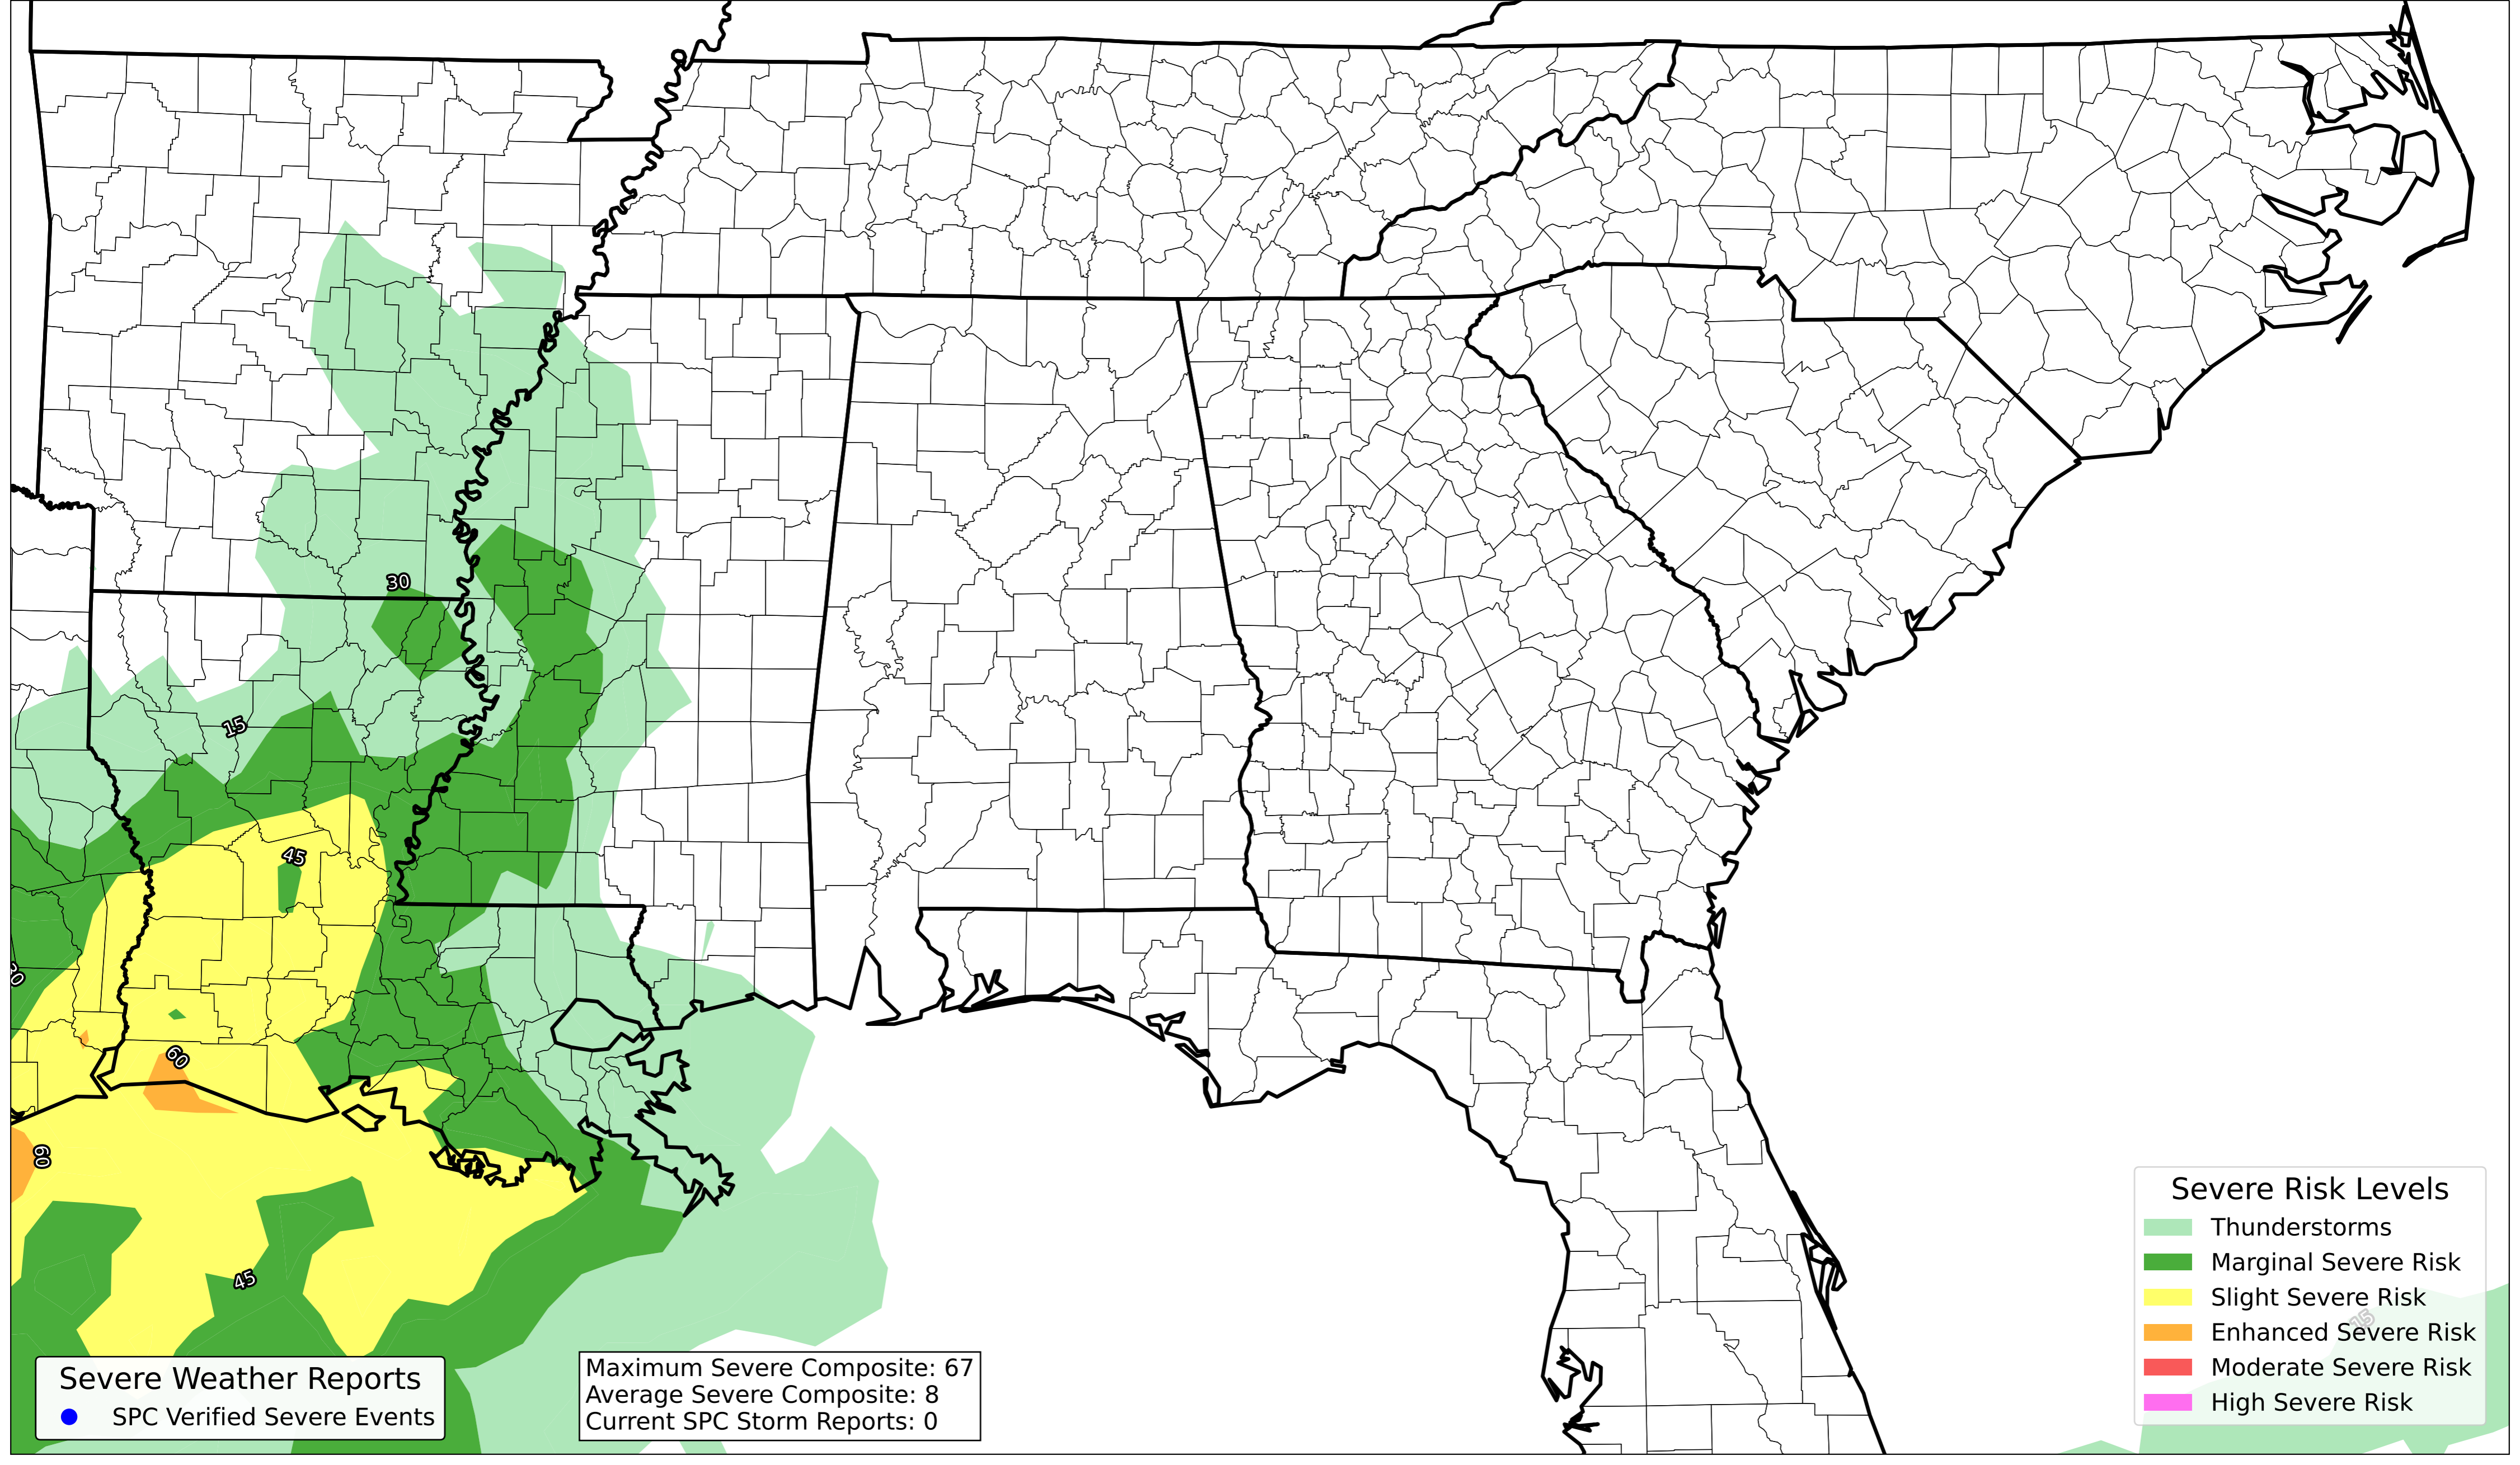 30
15
45
60
60
45
Severe Risk Levels
Thunderstorms
Marginal Severe Risk
Slight Severe Risk
15
Enhanced Severe Risk
Moderate Severe Risk
High Severe Risk
Maximum Severe Composite: 67
Average Severe Composite: 8
Current SPC Storm Reports: 0
Severe Weather Reports
SPC Verified Severe Events